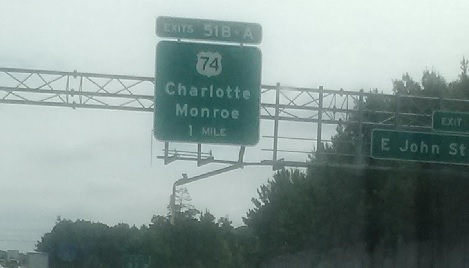 EXITS 51B-A
74
Charlotte
Monroe
1 MILE
EXIT
E John St